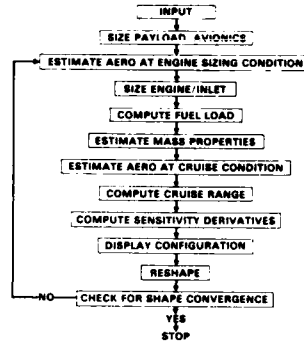 INPUT
SIZE PAYLOAD, AVIONICS
ESTIMATE AERO AT ENGINE SIZING CONDITION
SIZE ENGINE/INLET
COMPUTE FUEL LOAD
ESTIMATE MASS PROPERTIES
ESTIMATE AERO AT CRUISE CONDITION
COMPUTE CRUISE RANGE
COMPUTE SENSITIVITY DERIVATIVES
DISPLAY CONFIGURATION
RESHAPE
NO
CHECK FOR SHAPE CONVERGENCE
YES
STOP